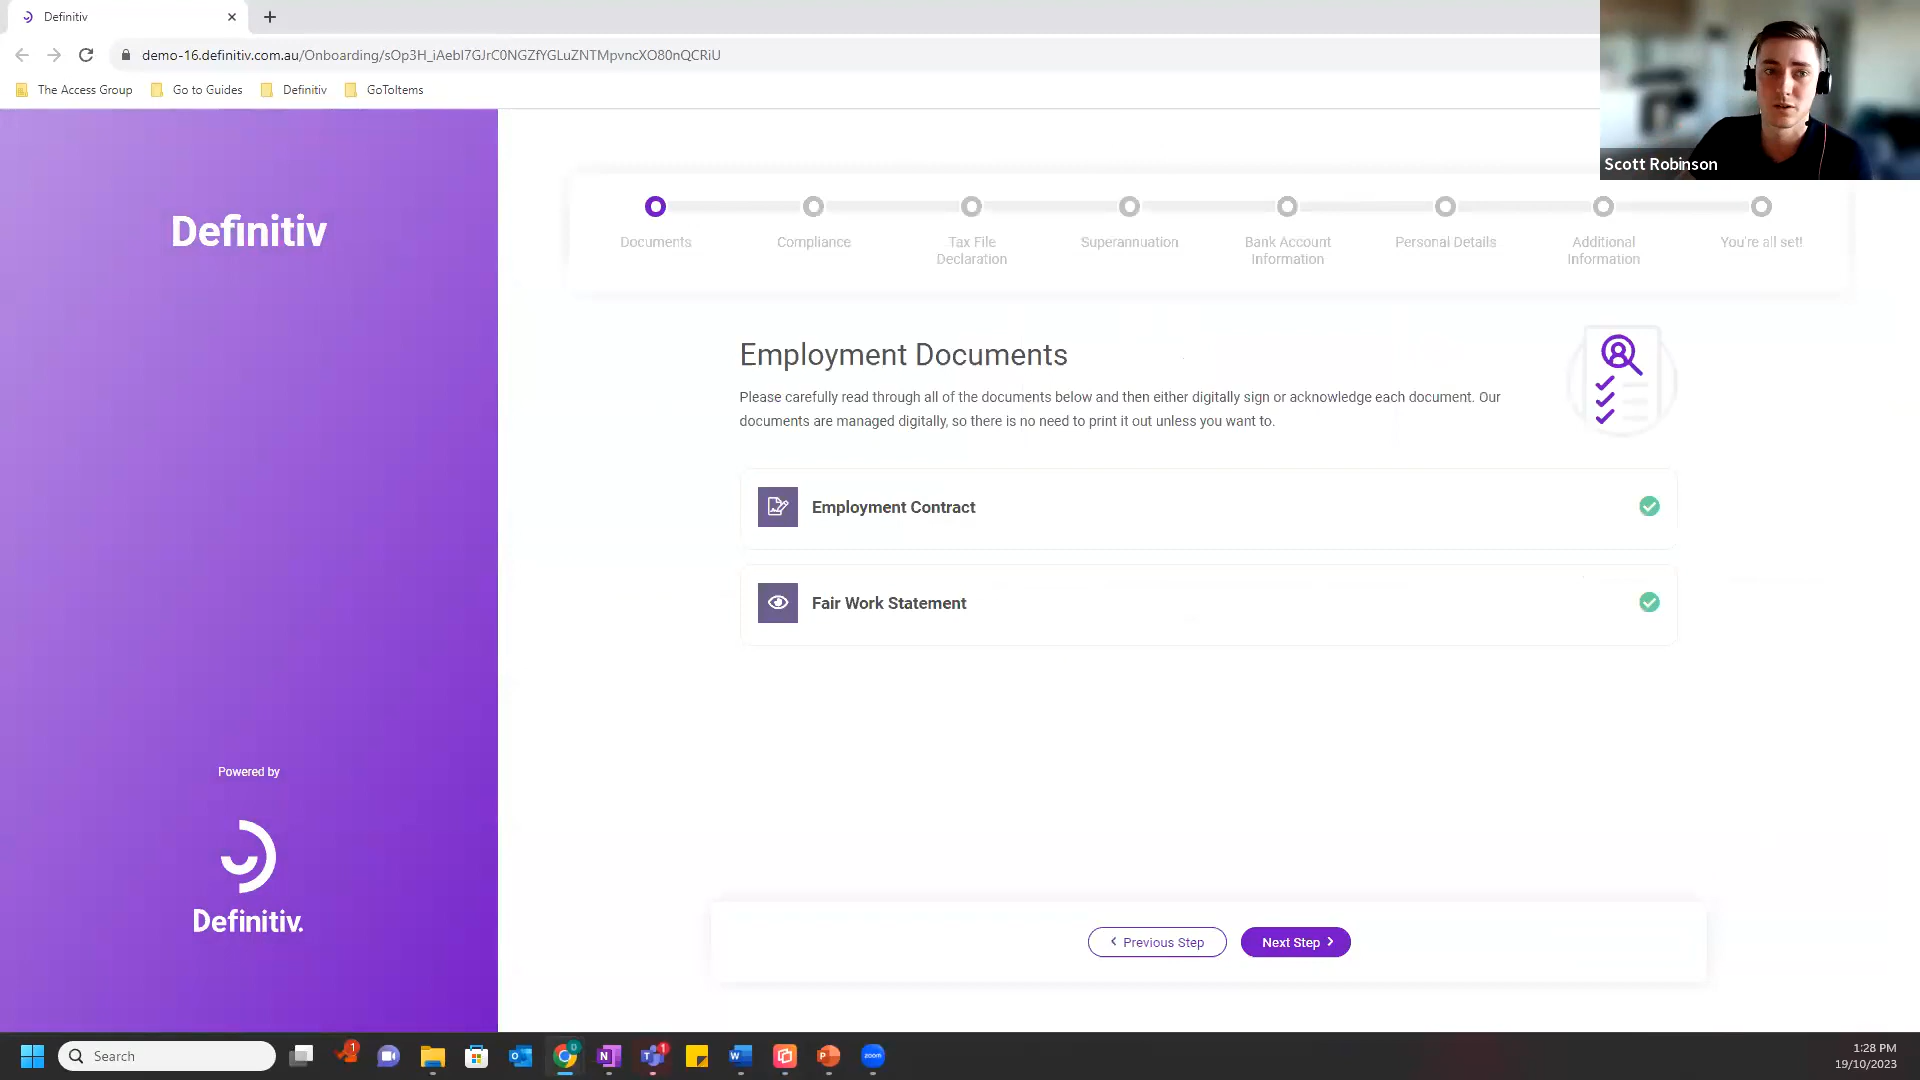 Definitiv
demo-16.definitiv.com.au/Onboarding/sOp3H_iAebI7GJrC0NGZfYGLuZNTMpvncXO80nQCRiU
The Access Group
Go to Guides
Definitiv
GoToItems
Scott Robinson
Definitiv
Documents
Compliance
Tax File
Declaration
Superannuation
Bank Account
Information
Personal Details
Additional
Information
You're all set!
Employment Documents
Please carefully read through all of the documents below and then either digitally sign or acknowledge each document. Our
documents are managed digitally, so there is no need to print it out unless you want to.
Employment Contract
Fair Work Statement
Powered by
Definitiv.
Previous Step
Next Step
Search
1
D
1
zoom
1:28 PM
19/10/2023